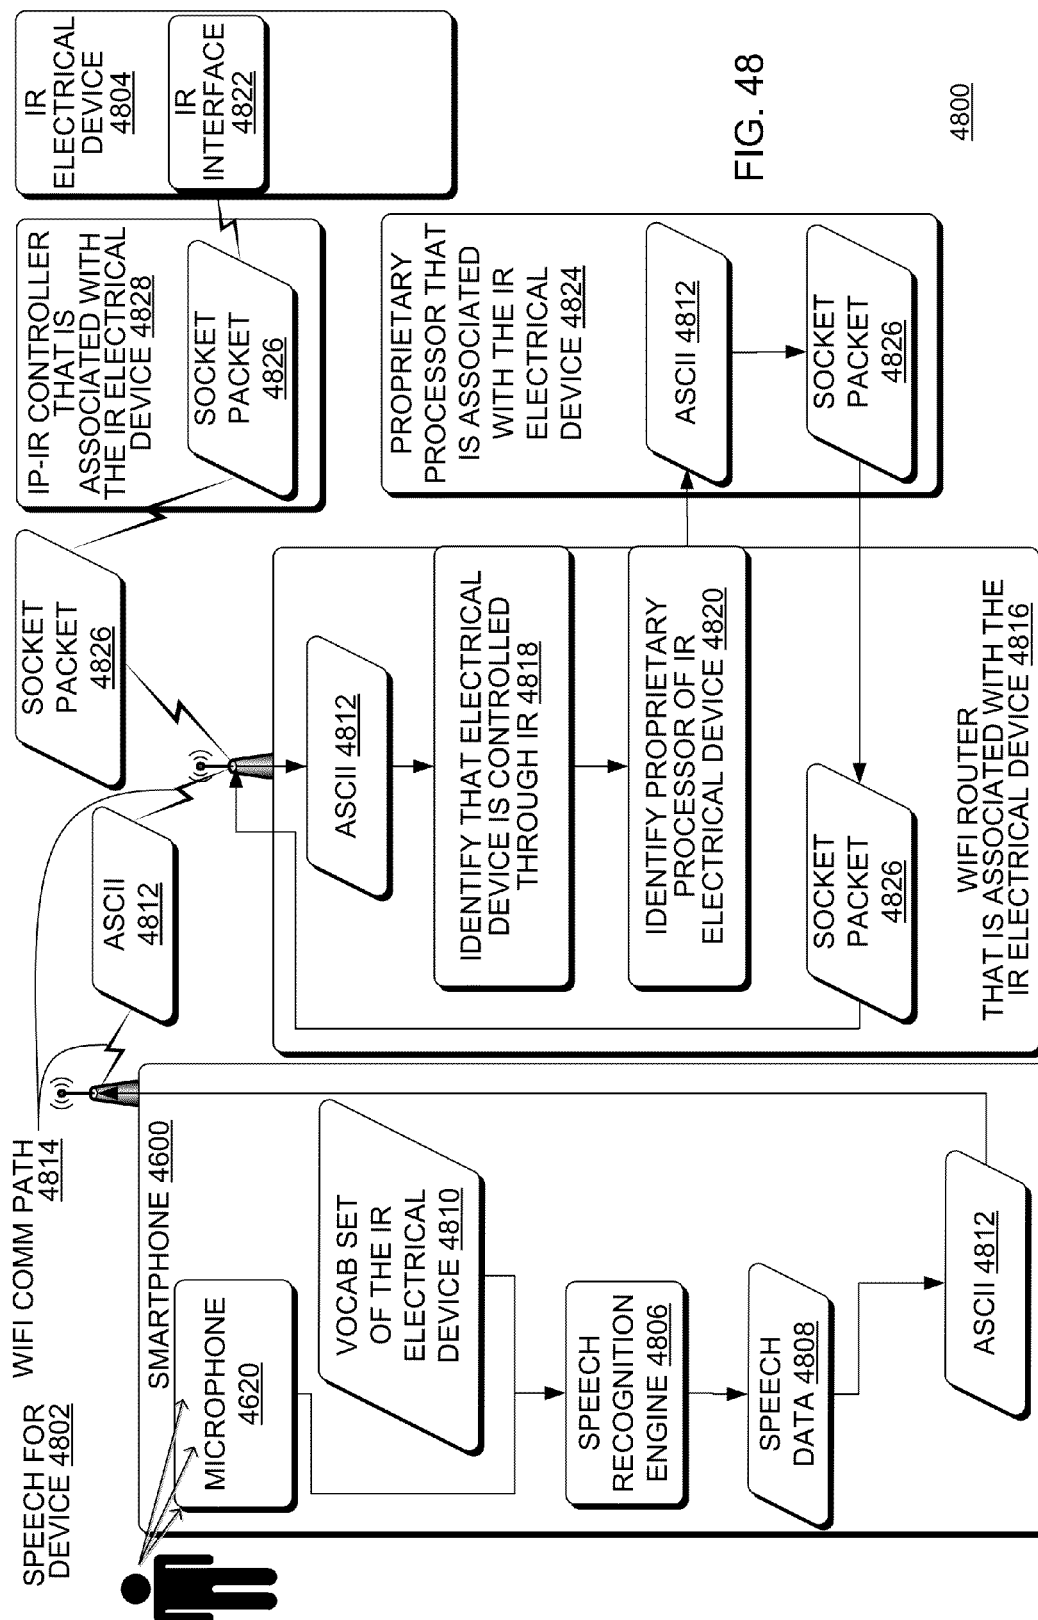 SPEECH FOR
DEVICE 4802
WIFI COMM PATH
4814
SMARTPHONE 4600
MICROPHONE
4620
VOCAB SET
OF THE IR
ELECTRICAL
DEVICE 4810
SPEECH
RECOGNITION
ENGINE 4806
SPEECH
DATA 4808
ASCII 4812
ASCII
4812
SOCKET
PACKET
4826
ASCII 4812
IDENTIFY THAT ELECTRICAL
DEVICE IS CONTROLLED
THROUGH IR 4818
IDENTIFY PROPRIETARY
PROCESSOR OF IR
ELECTRICAL DEVICE 4820
SOCKET
PACKET
4826
WIFI ROUTER
THAT IS ASSOCIATED WITH THE
IR ELECTRICAL DEVICE 4816
IP-IR CONTROLLER
THAT IS
ASSOCIATED WITH
THE IR ELECTRICAL
DEVICE 4828
SOCKET
PACKET
4826
IR
ELECTRICAL
DEVICE
4804
IR
INTERFACE
4822
PROPRIETARY
PROCESSOR THAT
IS ASSOCIATED
WITH THE IR
ELECTRICAL
DEVICE 4824
ASCII 4812
SOCKET
PACKET
4826
FIG. 48
4800